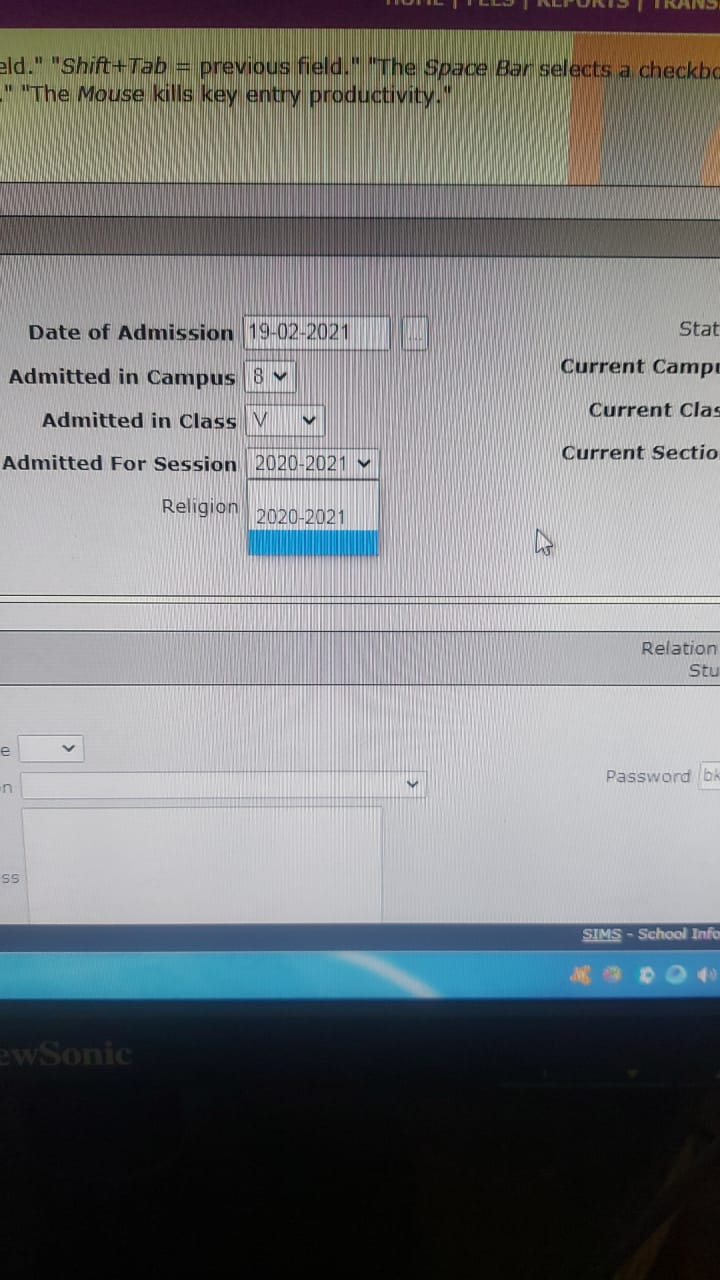 HOME | FEES | REPORTS | TRANS
eld." "Shift+Tab = previous field." "The Space Bar selects a checkbo
." "The Mouse kills key entry productivity."
Date of Admission 19-02-2021 ...
Stat
Admitted in Campus 8
Current Campu
Admitted in Class V
Current Clas
Admitted For Session 2020-2021
Current Sectio
Religion
2020-2021
Relation
Stu
e
n
Password bk
ss
SIMS - School Info
ewSonic